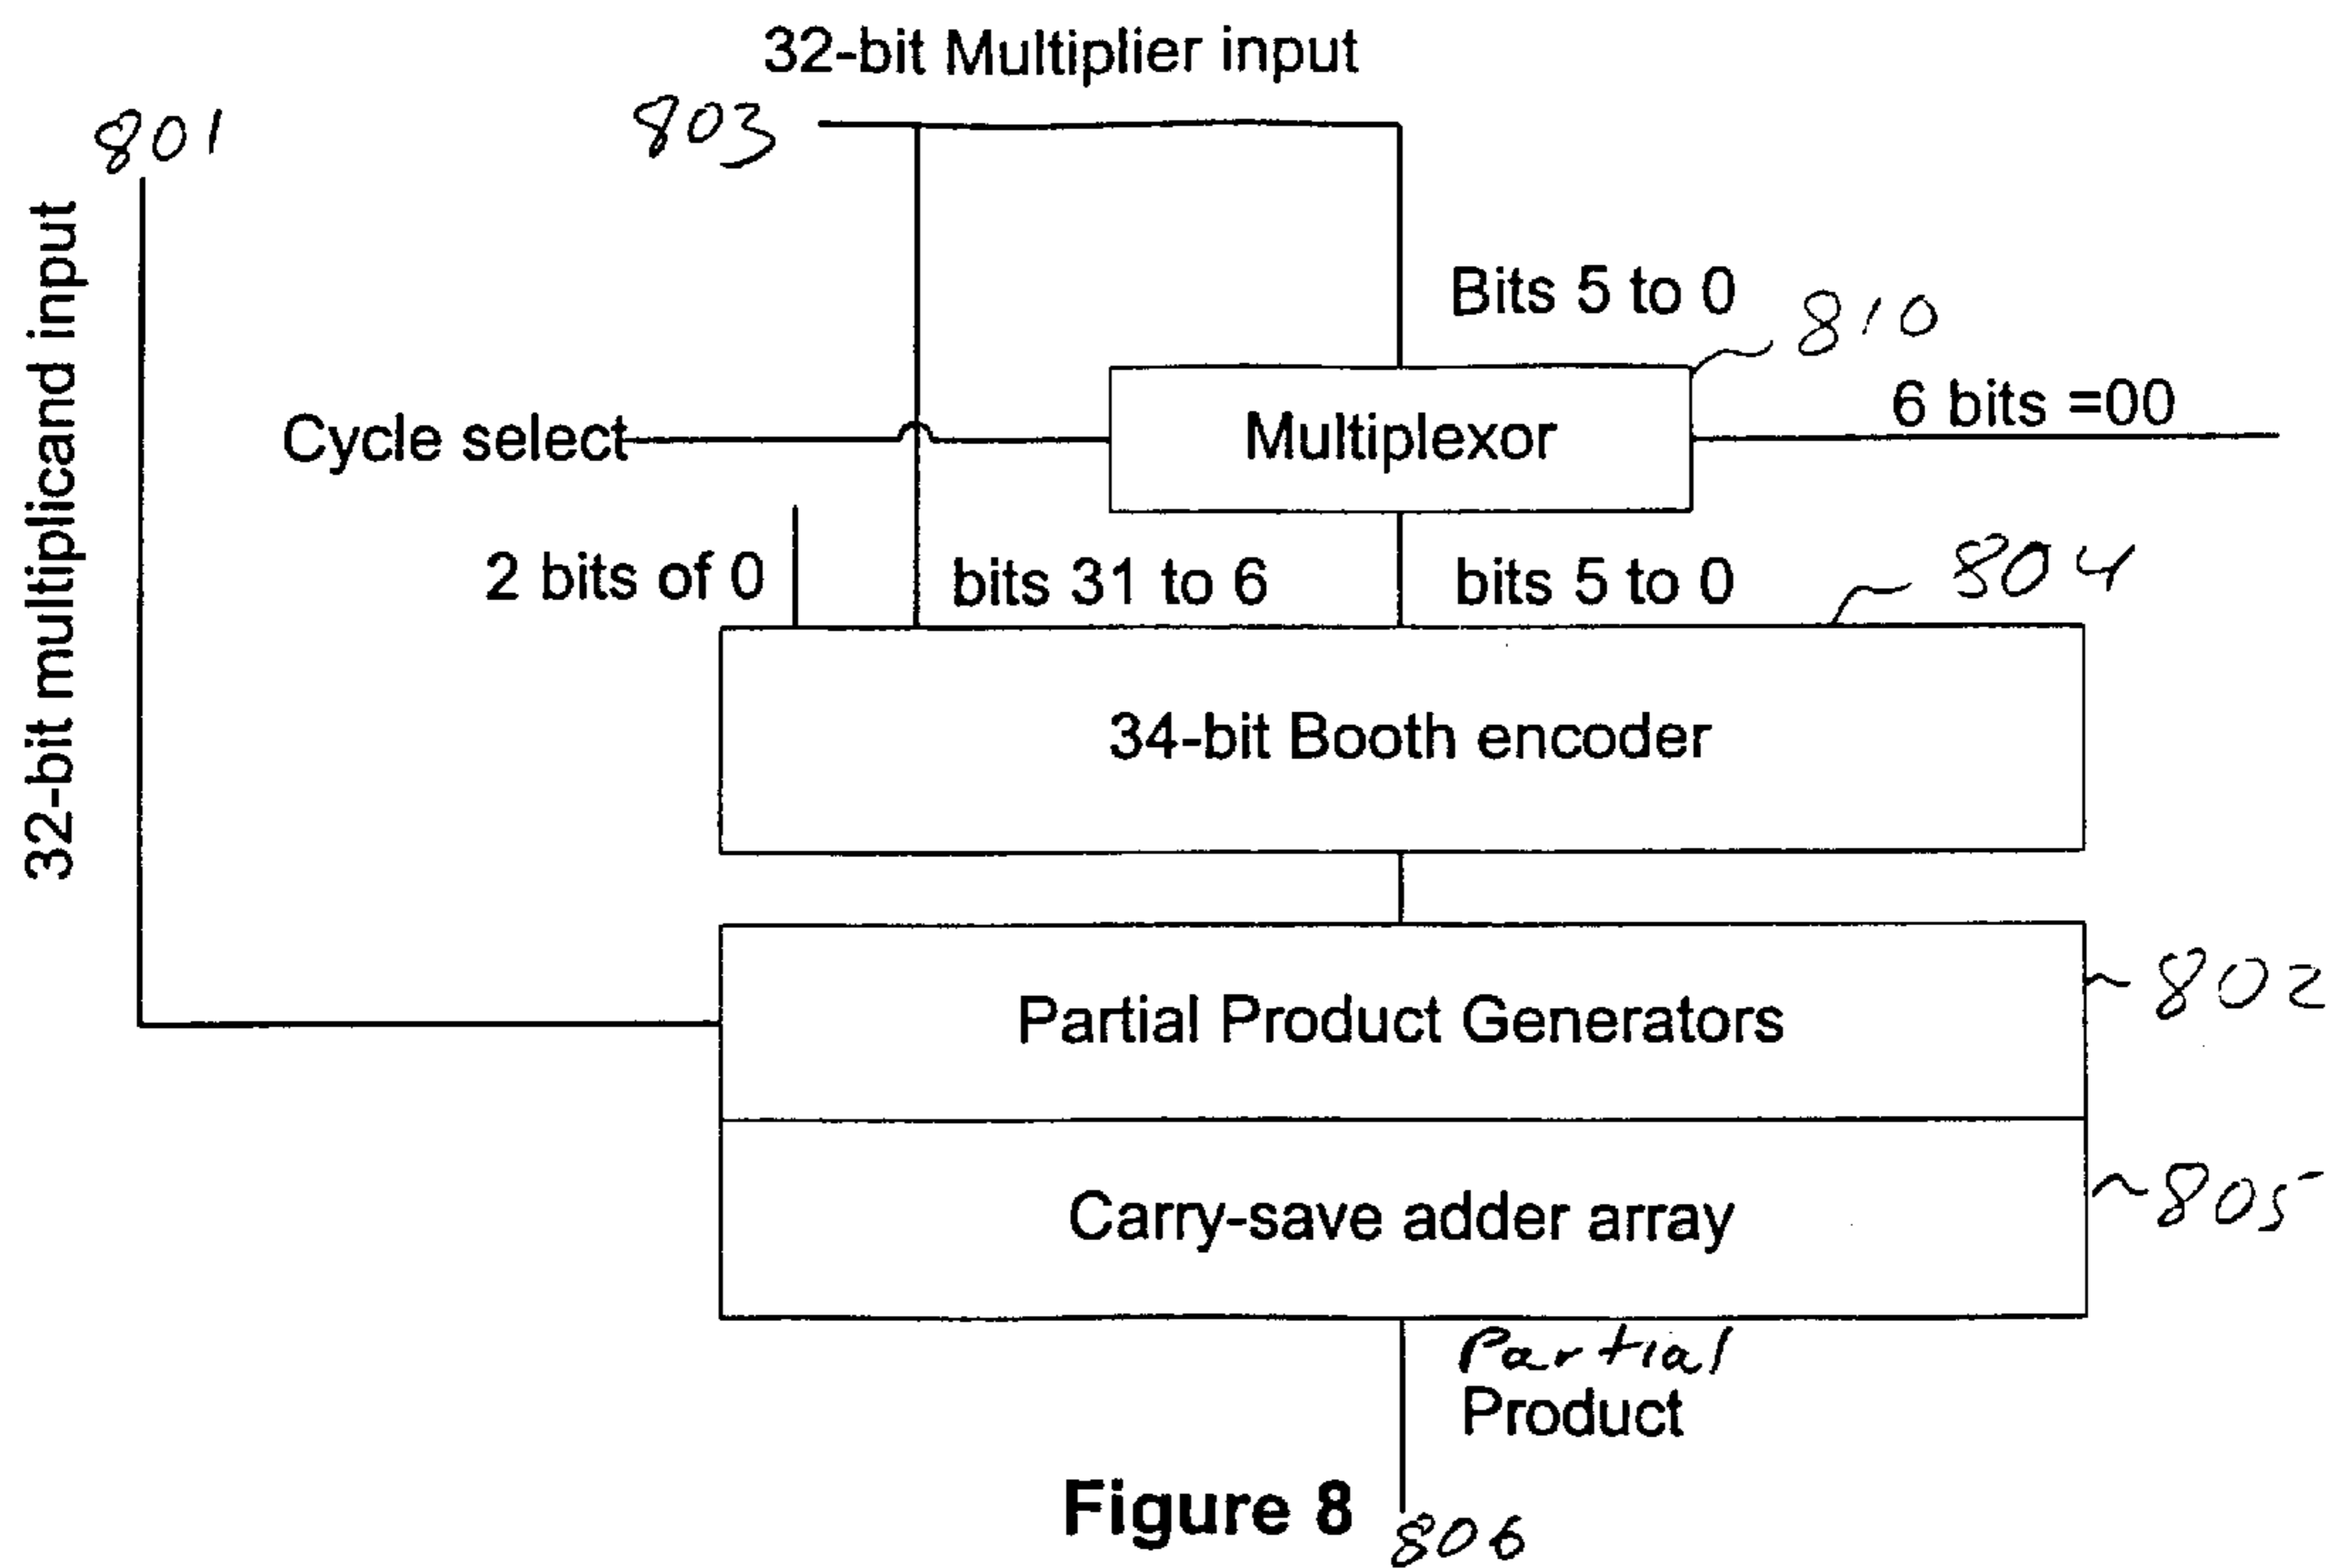 32-bit Multiplier input
801
803
32-bit multiplicand input
Bits 5 to 0
810
Cycle select
Multiplexor
6 bits =00
2 bits of 0
bits 31 to 6
bits 5 to 0
804
34-bit Booth encoder
Partial Product Generators
802
Carry-save adder array
805
Partial
Product
Figure 8
806